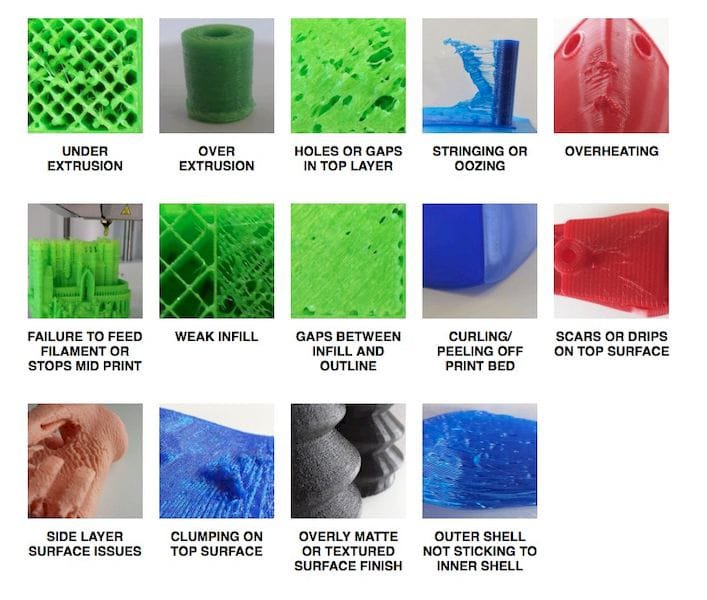 UNDER
EXTRUSION
OVER
EXTRUSION
HOLES OR GAPS
IN TOP LAYER
STRINGING OR
OOZING
OVERHEATING
FAILURE TO FEED
FILAMENT OR
STOPS MID PRINT
WEAK INFILL
GAPS BETWEEN
INFILL AND
OUTLINE
CURLING/
PEELING OFF
PRINT BED
SCARS OR DRIPS
ON TOP SURFACE
SIDE LAYER
SURFACE ISSUES
CLUMPING ON
TOP SURFACE
OVERLY MATTE
OR TEXTURED
SURFACE FINISH
OUTER SHELL
NOT STICKING TO
INNER SHELL